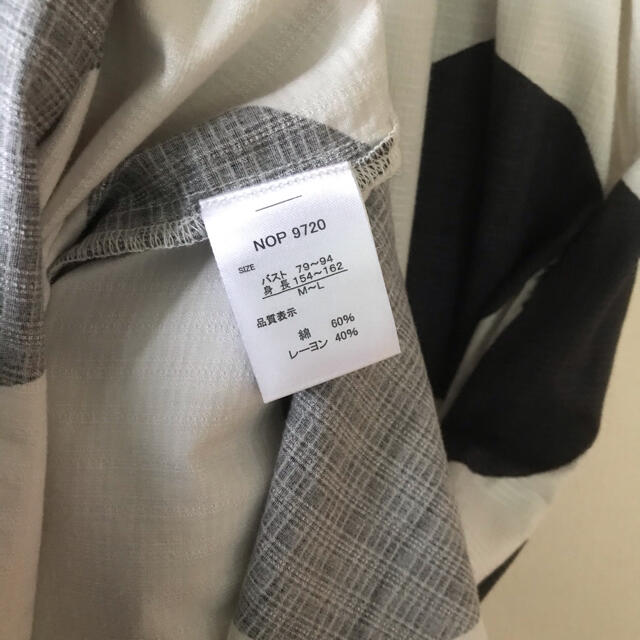 NOP 9720
SIZE
バスト 79～94
身 長 154～162
M～L
品質表示
綿 60%
レーヨン 40%